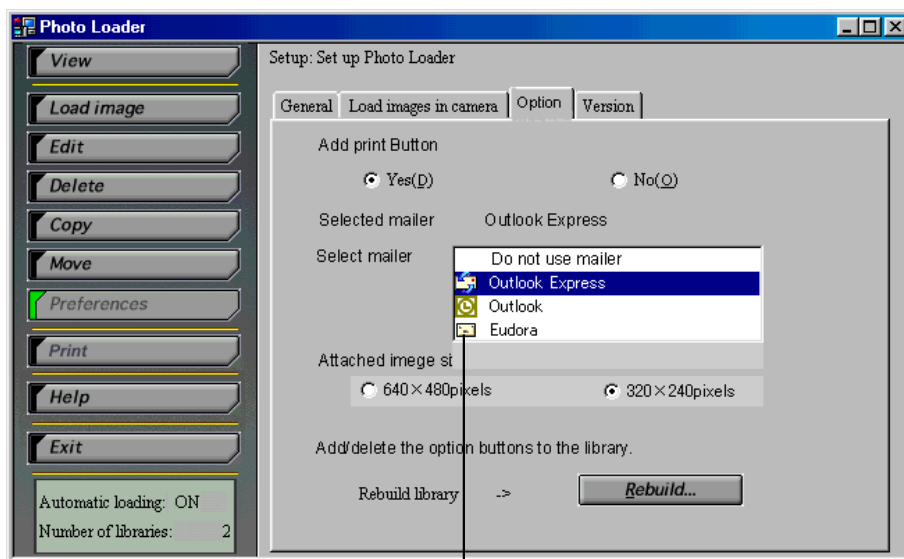 Photo Loader
View
Load image
Edit
Delete
Copy
Move
Preferences
Print
Help
Exit
Automatic loading: ON
Number of libraries: 2
Setup: Set up Photo Loader
General Load images in camera Option Version
Add print Button
Yes(D) No(O)
Selected mailer Outlook Express
Select mailer
Do not use mailer
Outlook Express
Outlook
Eudora
Attached image si
640×480pixels 320×240pixels
Add/delete the option buttons to the library.
Rebuild library -> Rebuild...